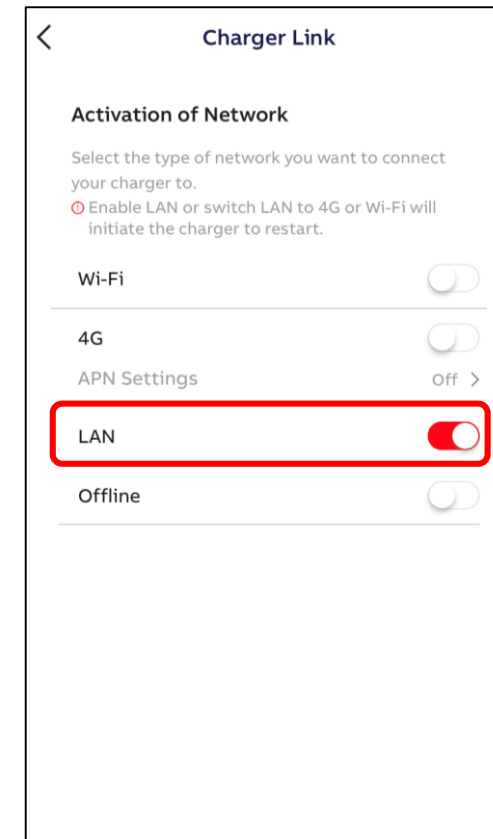 Charger Link
Activation of Network
Select the type of network you want to connect
your charger to.
Enable LAN or switch LAN to 4G or Wi-Fi will
initiate the charger to restart.
Wi-Fi
4G
APN Settings Off
LAN
Offline